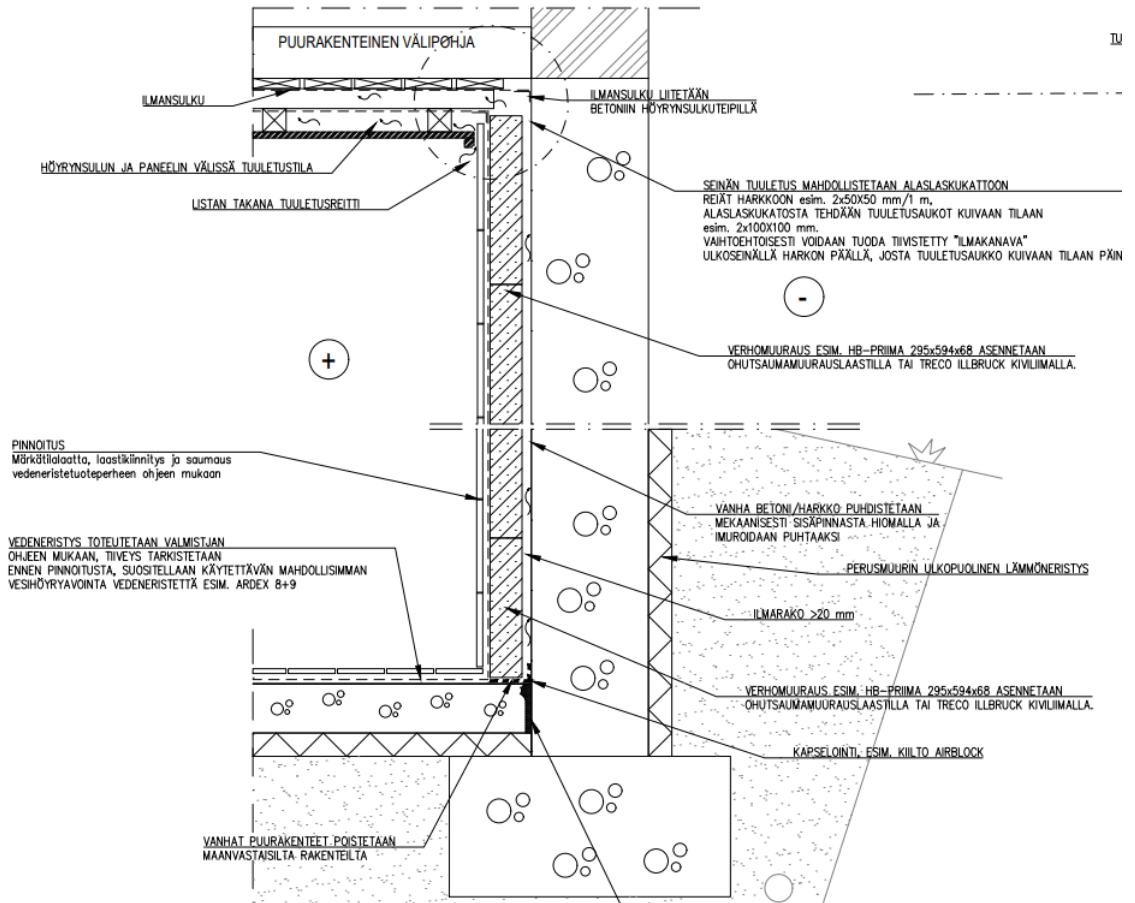 PUURAKENTEINEN VÄLIPOHJA
TU
ILMANSULKU
ILMANSULKU LIITETÄÄN
BETONIIN HÖYRYNSULKUTEIPILLÄ
HÖYRYNSULUN JA PANEELIN VÄLISSÄ TUULETUSTILA
LISTAN TAKANA TUULETUSREITTI
SEINÄN TUULETUS MAHDOLLISTETAAN ALASLASKUKATTOON
REIÄT HARKKOON esim. 2x50X50 mm/1 m,
ALASLASKUKATOSTA TEHDÄÄN TUULETUSAUKOT KUIVAAN TILAAN
esim. 2x100X100 mm.
VAIHTOEHTOISESTI VOIDAAN TUODA TIIVISTETTY "ILMAKANAVA"
ULKOSEINÄLLÄ HARKON PÄÄLLÄ, JOSTA TUULETUSAUKKO KUIVAAN TILAAN PÄIN
-
+
VERHOMUURAUS ESIM. HB-PRIIMA 295x594x68 ASENNETAAN
OHUTSAUMAMUURAUSLAASTILLA TAI TRECO ILLBRUCK KIVILIIMALLA.
PINNOITUS
Märkätilalaatta, laastikiinnitys ja saumaus
vedeneristetuoteperheen ohjeen mukaan
VANHA BETONI/HARKKO PUHDISTETAAN
MEKAANISESTI SISÄPINNASTA HIOMALLA JA
IMUROIDAAN PUHTAAKSI
VEDENERISTYS TOTEUTETAAN VALMISTJAN
OHJEEN MUKAAN, TIIVEYS TARKISTETAAN
ENNEN PINNOITUSTA, SUOSITELLAAN KÄYTETTÄVÄN MAHDOLLISIMMAN
VESIHÖYRYAVOINTA VEDENERISTETTÄ ESIM. ARDEX 8+9
PERUSMUURIN ULKOPUOLINEN LÄMMÖNERISTYS
ILMARAKO >20 mm
VERHOMUURAUS ESIM. HB-PRIIMA 295x594x68 ASENNETAAN
OHUTSAUMAMUURAUSLAASTILLA TAI TRECO ILLBRUCK KIVILIIMALLA.
KAPSELOINTI, ESIM. KIILTO AIRBLOCK
VANHAT PUURAKENTEET POISTETAAN
MAANVASTAISILTA RAKENTEILTA